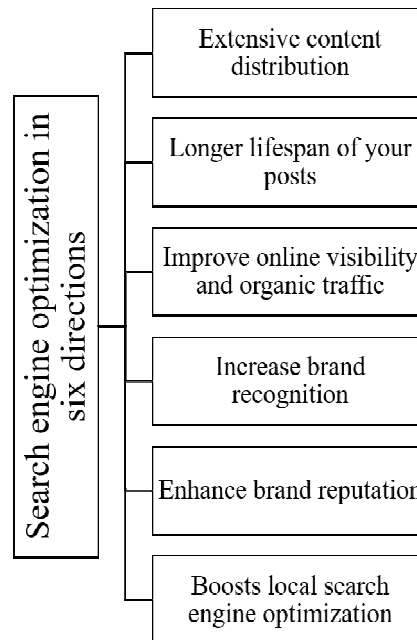 Search engine optimization in
six directions
Extensive content
distribution
Longer lifespan of your
posts
Improve online visibility
and organic traffic
Increase brand
recognition
Enhance brand reputation
Boosts local search
engine optimization